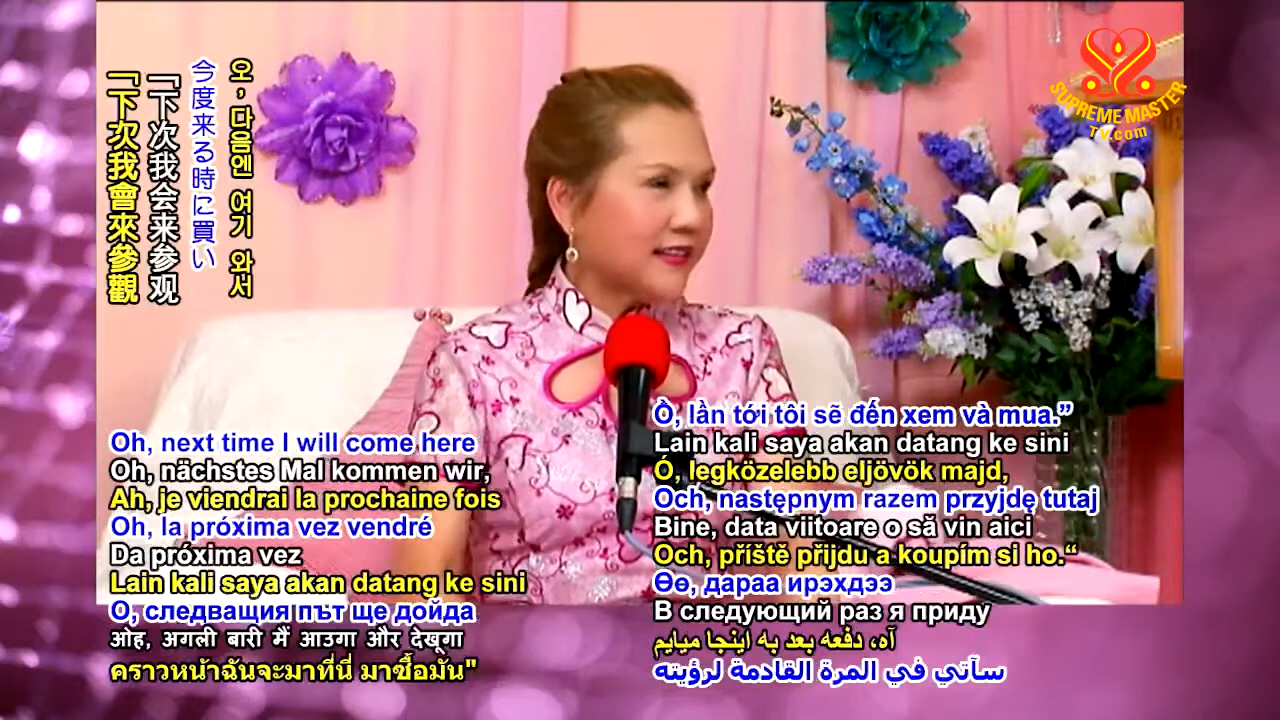 오, 다음엔 여기 와서
今度来る時に買い
「下次我会来参观
「下次我會來參觀
SUPREME MASTER
TV.com
Oh, next time I will come here
Oh, nächstes Mal kommen wir,
Ah, je viendrai la prochaine fois
Oh, la próxima vez vendré
Da próxima vez
Lain kali saya akan datang ke sini
О, следващия път ще дойда
ओह, अगली बारी मैं आउगा और देखूगा
คราวหน้าฉันจะมาที่นี่ มาซื้อมัน"
Ồ, lần tới tôi sẽ đến xem và mua.”
Lain kali saya akan datang ke sini
Ó, legközelebb eljövök majd,
Och, następnym razem przyjdę tutaj
Bine, data viitoare o să vin aici
Och, příště přijdu a koupím si ho.“
Өө, дараа ирэхдээ
В следующий раз я приду
آه، دفعه بعد به اینجا میایم
سآتي في المرة القادمة لرؤيته